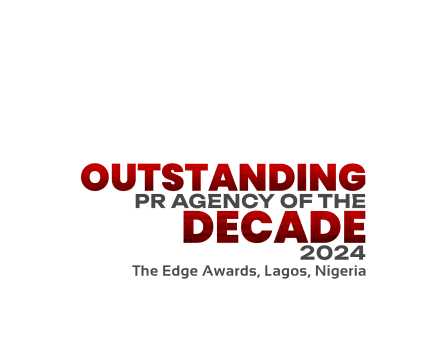 OUTSTANDING
PR AGENCY OF THE
DECADE
2024
The Edge Awards, Lagos, Nigeria